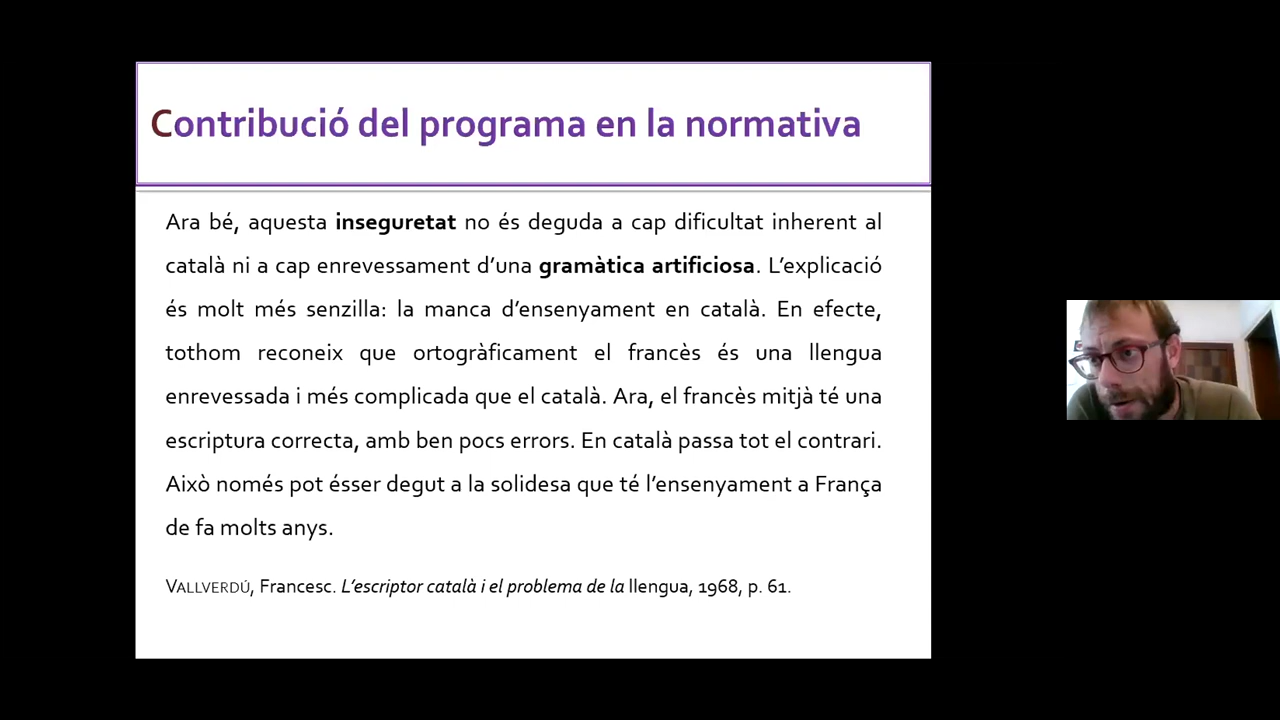 Contribució del programa en la normativa
Ara bé, aquesta inseguretat no és deguda a cap dificultat inherent al
català ni a cap enrevessament d’una gramàtica artificiosa. L’explicació
és molt més senzilla: la manca d’ensenyament en català. En efecte,
tothom reconeix que ortogràficament el francès és una llengua
enrevessada i més complicada que el català. Ara, el francès mitjà té una
escriptura correcta, amb ben pocs errors. En català passa tot el contrari.
Això només pot ésser degut a la solidesa que té l’ensenyament a França
de fa molts anys.
VALLVERDÚ, Francesc. L’escriptor català i el problema de la llengua, 1968, p. 61.